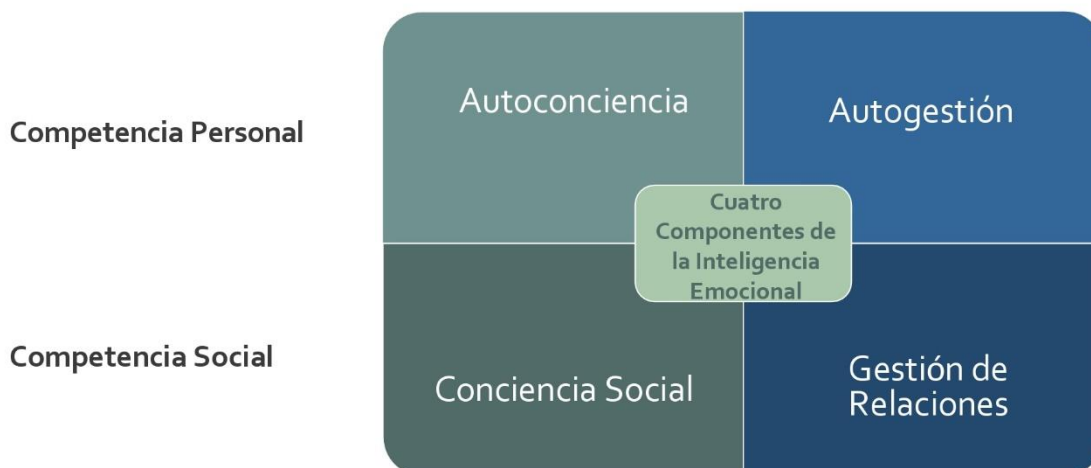 Competencia Personal
Autoconciencia
Autogestión
Cuatro
Componentes de
la Inteligencia
Emocional
Competencia Social
Conciencia Social
Gestión de
Relaciones